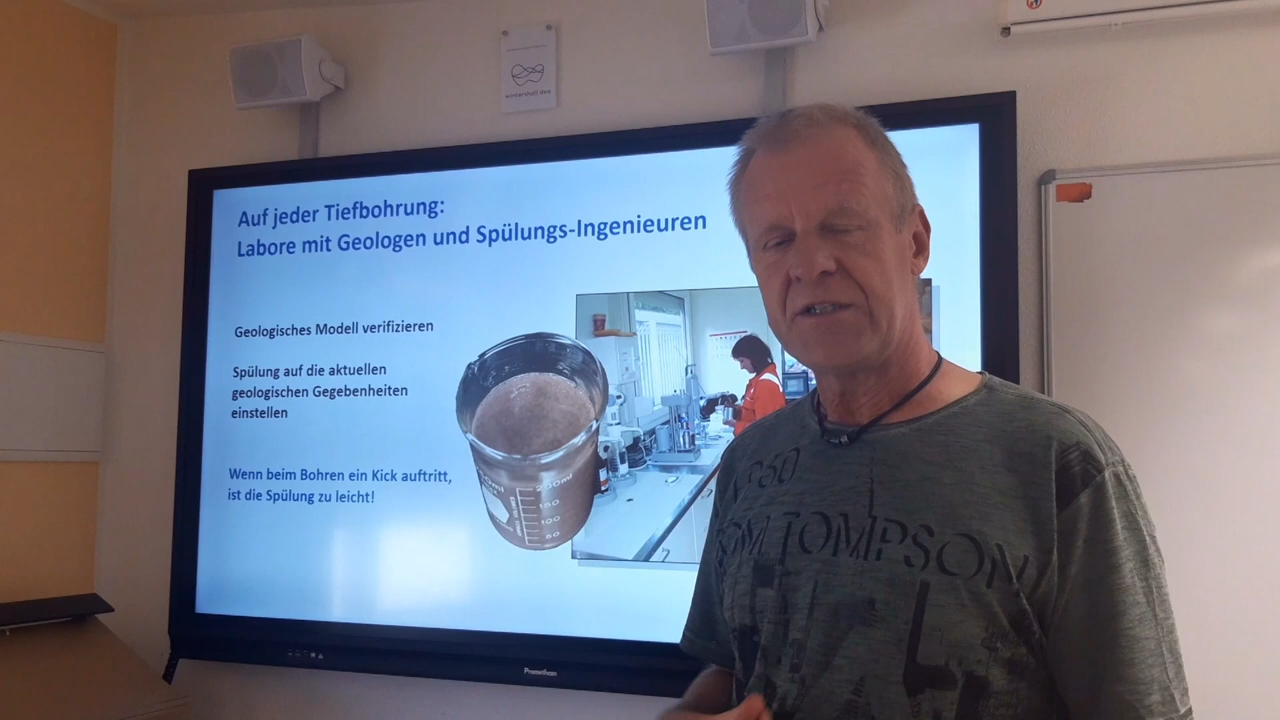 wintershall dea
Auf jeder Tiefbohrung:
Labore mit Geologen und Spülungs-Ingenieuren
Geologisches Modell verifizieren
Spülung auf die aktuellen
geologischen Gegebenheiten
einstellen
Wenn beim Bohren ein Kick auftritt,
ist die Spülung zu leicht!
200ml
150
100
50
TOMPSON
Promethean